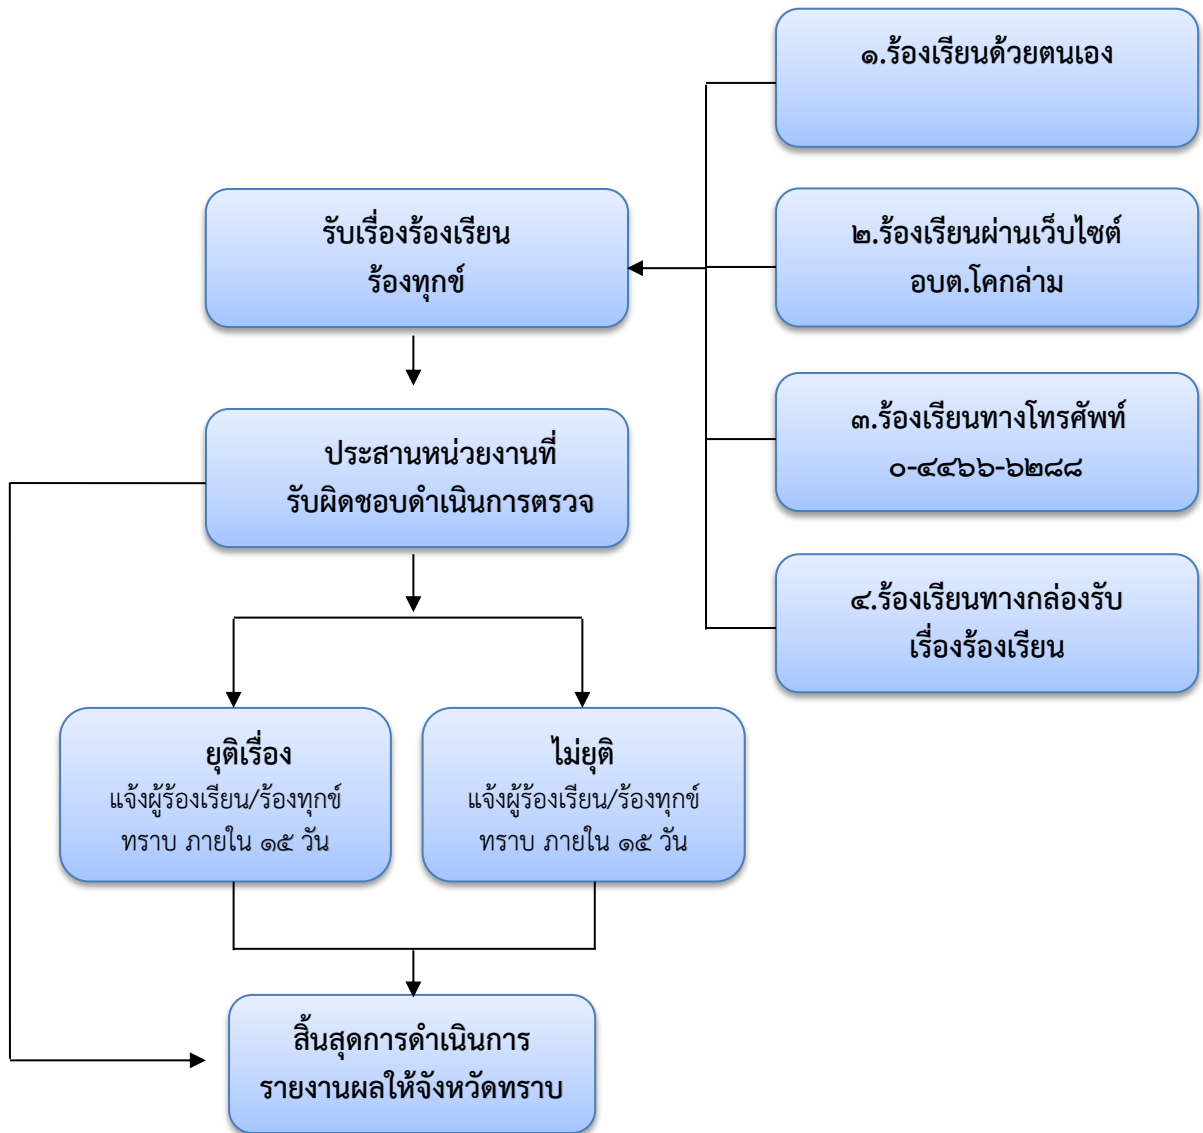 ๑.ร้องเรียนด้วยตนเอง
รับเรื่องร้องเรียน
ร้องทุกข์
๒.ร้องเรียนผ่านเว็บไซต์
อบต.โคกล่าม
๓.ร้องเรียนทางโทรศัพท์
๐-๔๔๖๖-๖๒๘๘
ประสานหน่วยงานที่
รับผิดชอบดำเนินการตรวจ
๔.ร้องเรียนทางกล่องรับ
เรื่องร้องเรียน
ยุติเรื่อง
แจ้งผู้ร้องเรียน/ร้องทุกข์
ทราบ ภายใน ๑๕ วัน
ไม่ยุติ
แจ้งผู้ร้องเรียน/ร้องทุกข์
ทราบ ภายใน ๑๕ วัน
สิ้นสุดการดำเนินการ
รายงานผลให้จังหวัดทราบ